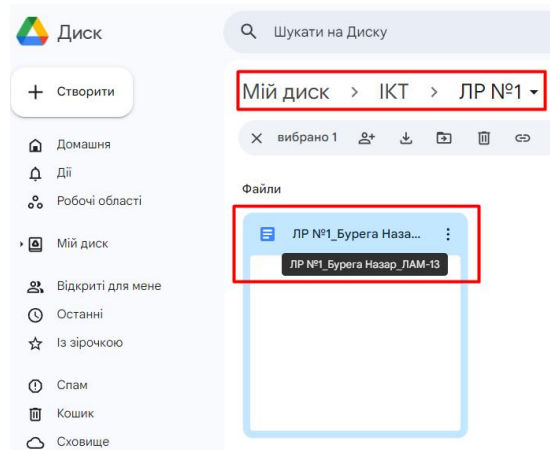 Диск
Шукати на Диску
Створити
Мій диск > ІКТ > ЛР №1
вибрано 1
Домашня
Дії
Робочі області
Файли
Мій диск
ЛР №1_Бурега Наза...
ЛР №1_Бурега Назар_ЛАМ-13
Відкриті для мене
Останні
Із зірочкою
Спам
Кошик
Сховище